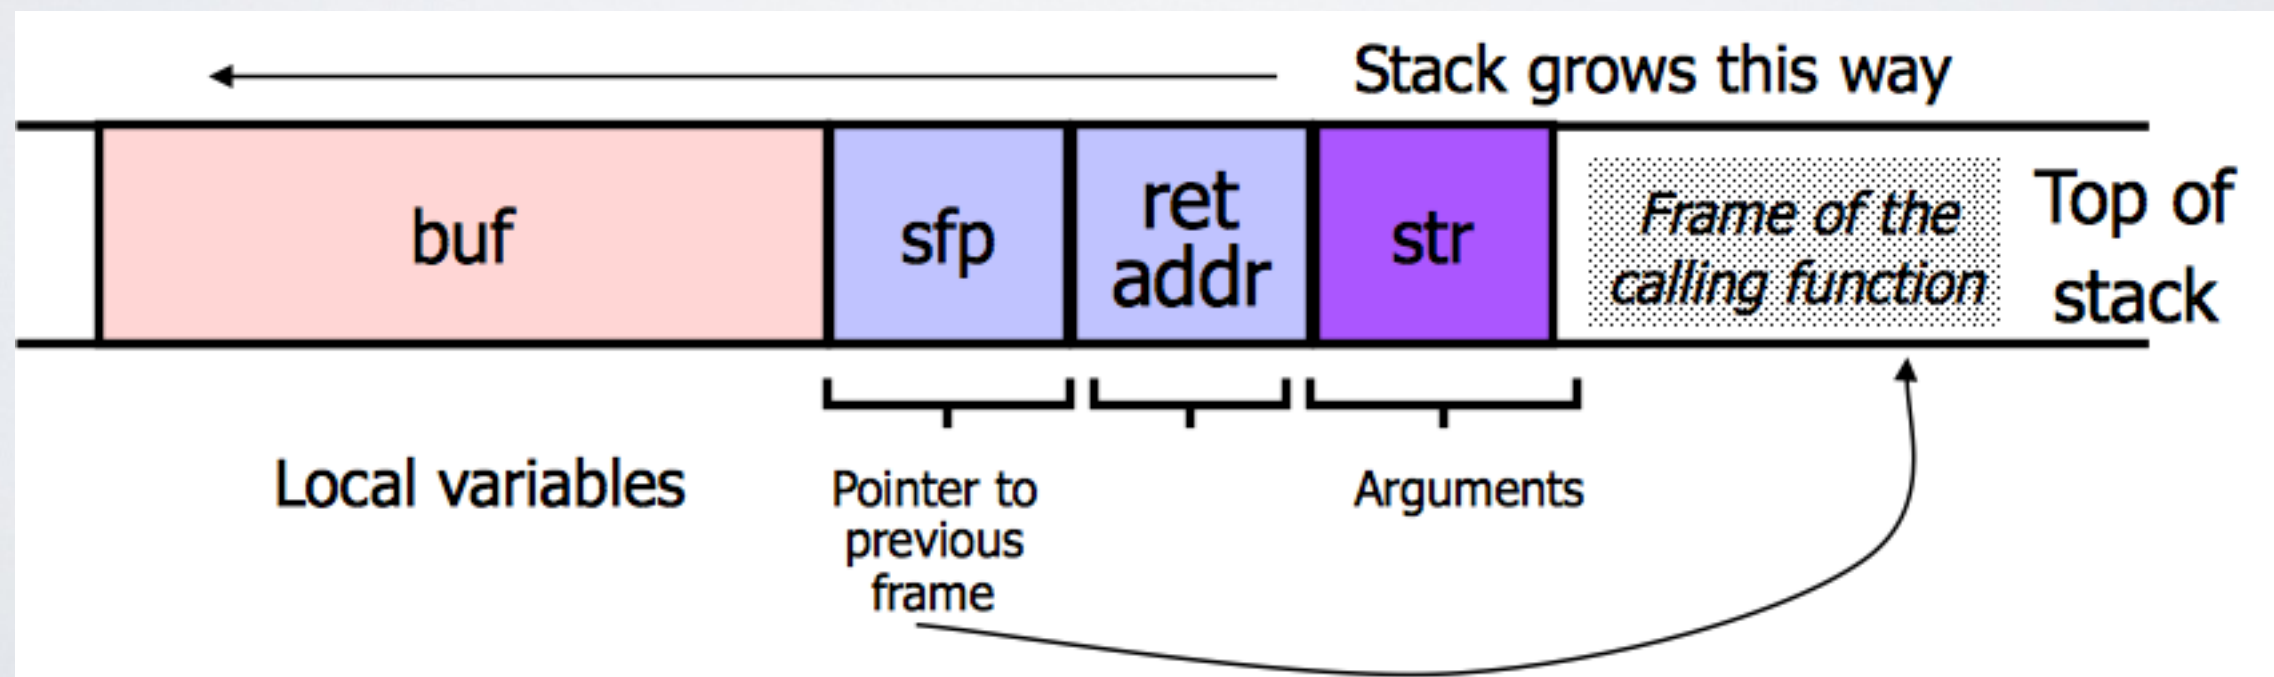 Stack grows this way
buf
sfp
ret
addr
str
Frame of the
calling function
Top of
stack
Local variables
Pointer to
previous
frame
Arguments